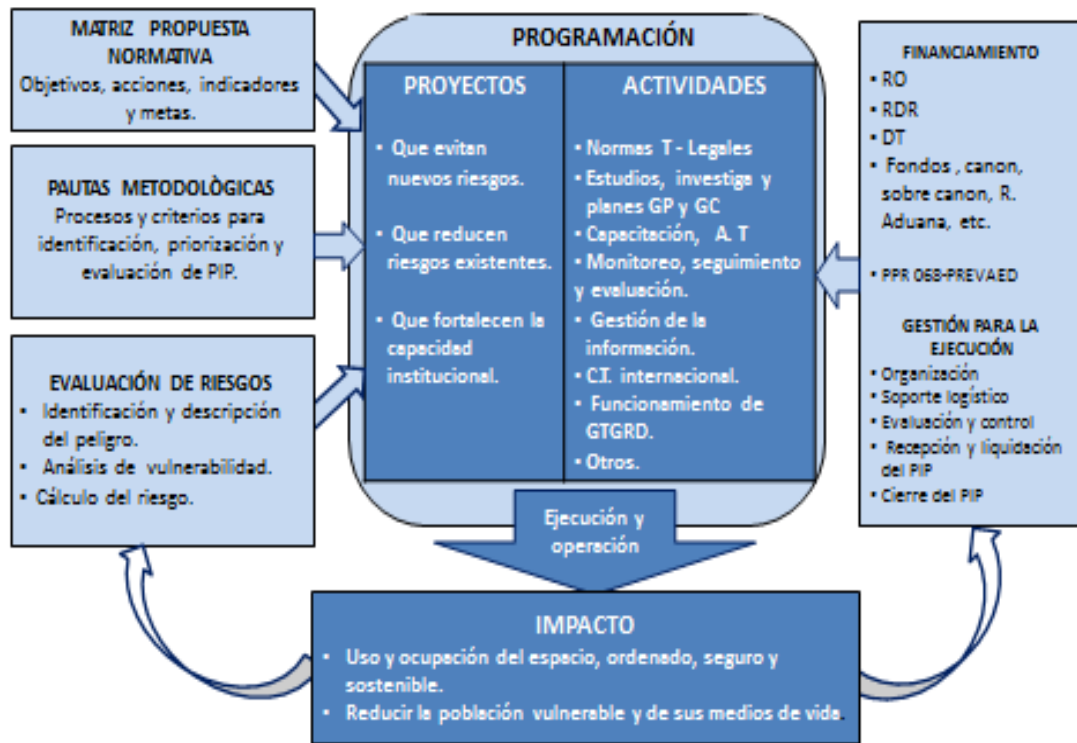 MATRIZ PROPUESTA
NORMATIVA
Objetivos, acciones, indicadores
y metas.
PAUTAS METODOLÒGICAS
Procesos y criterios para
identificación, priorización y
evaluación de PIP.
EVALUACIÓN DE RIESGOS
• Identificación y descripción
del peligro.
• Análisis de vulnerabilidad.
• Cálculo del riesgo.
PROGRAMACIÓN
PROYECTOS
• Que evitan
nuevos riesgos.
• Que reducen
riesgos existentes.
• Que fortalecen la
capacidad
institucional.
ACTIVIDADES
• Normas T - Legales
• Estudios, investiga y
planes GP y GC
• Capacitación, A. T
• Monitoreo, seguimiento
y evaluación.
• Gestión de la
información.
• C.I. internacional.
• Funcionamiento de
GTGRD.
• Otros.
FINANCIAMIENTO
• RO
• RDR
• DT
• Fondos , canon,
sobre canon, R.
Aduana, etc.
• PPR 068-PREVAED
GESTIÓN PARA LA
EJECUCIÓN
• Organización
• Soporte logístico
• Evaluación y control
• Recepción y liquidación
del PIP
• Cierre del PIP
Ejecución y
operación
IMPACTO
• Uso y ocupación del espacio, ordenado, seguro y
sostenible.
• Reducir la población vulnerable y de sus medios de vida.